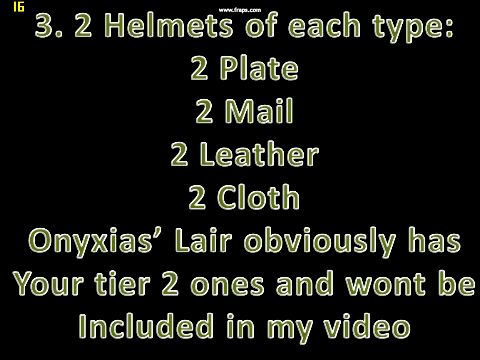 16
www.fraps.com
3. 2 Helmets of each type:
2 Plate
2 Mail
2 Leather
2 Cloth
Onyxias’ Lair obviously has
Your tier 2 ones and wont be
Included in my video